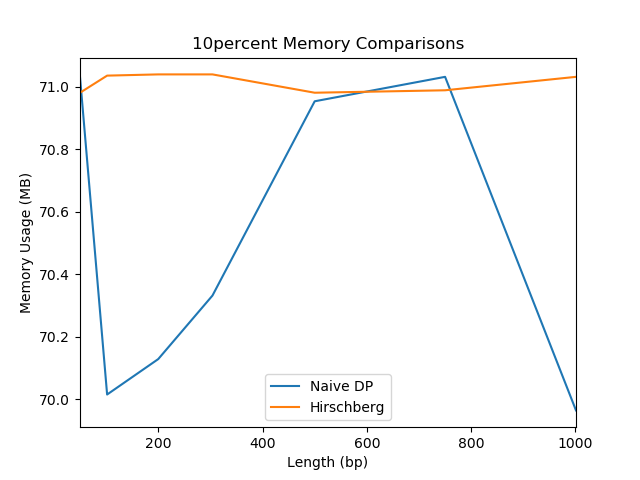 10percent Memory Comparisons
Memory Usage (MB)
71.0
70.8
70.6
70.4
70.2
70.0
Naive DP
Hirschberg
200 400 600 800 1000
Length (bp)